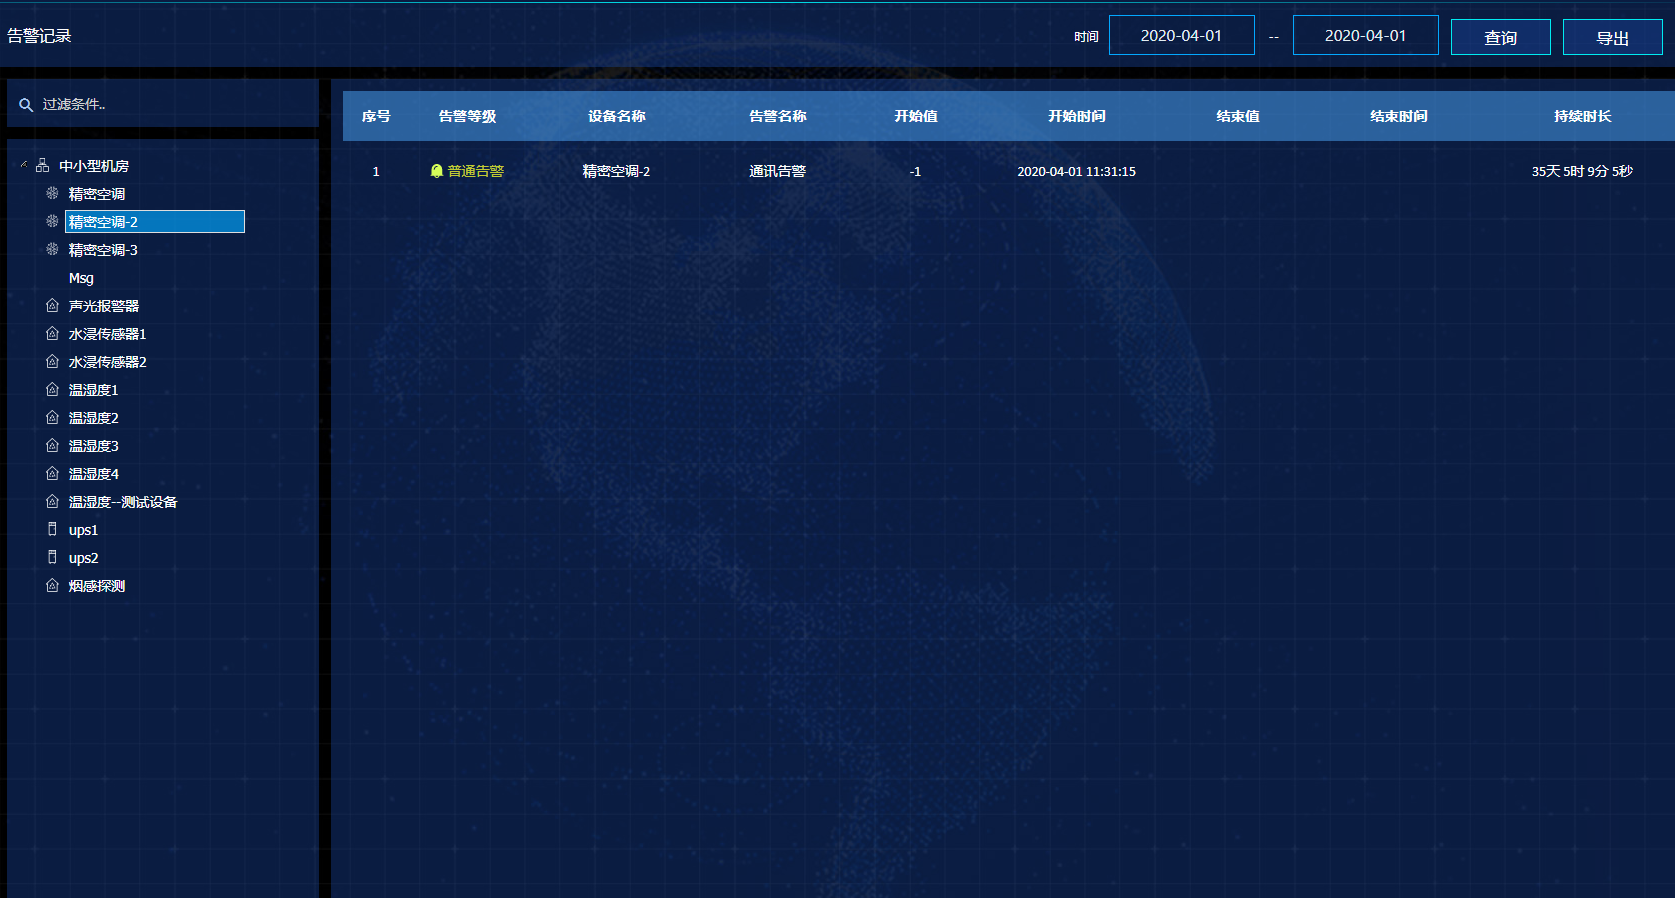 告警记录
时间 2020-04-01 -- 2020-04-01 查询 导出
过滤条件..
中小型机房
精密空调
精密空调-2
精密空调-3
Msg
声光报警器
水浸传感器1
水浸传感器2
温湿度1
温湿度2
温湿度3
温湿度4
温湿度--测试设备
ups1
ups2
烟感探测
序号 告警等级 设备名称 告警名称 开始值 开始时间 结束值 结束时间 持续时长
1 普通告警 精密空调-2 通讯告警 -1 2020-04-01 11:31:15 35天 5时 9分 5秒